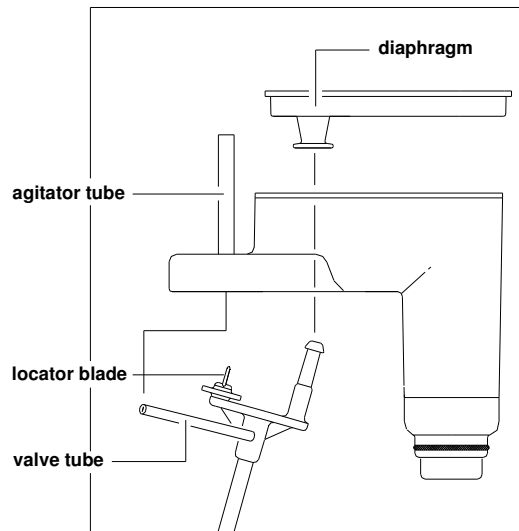 diaphragm
agitator tube
locator blade
valve tube